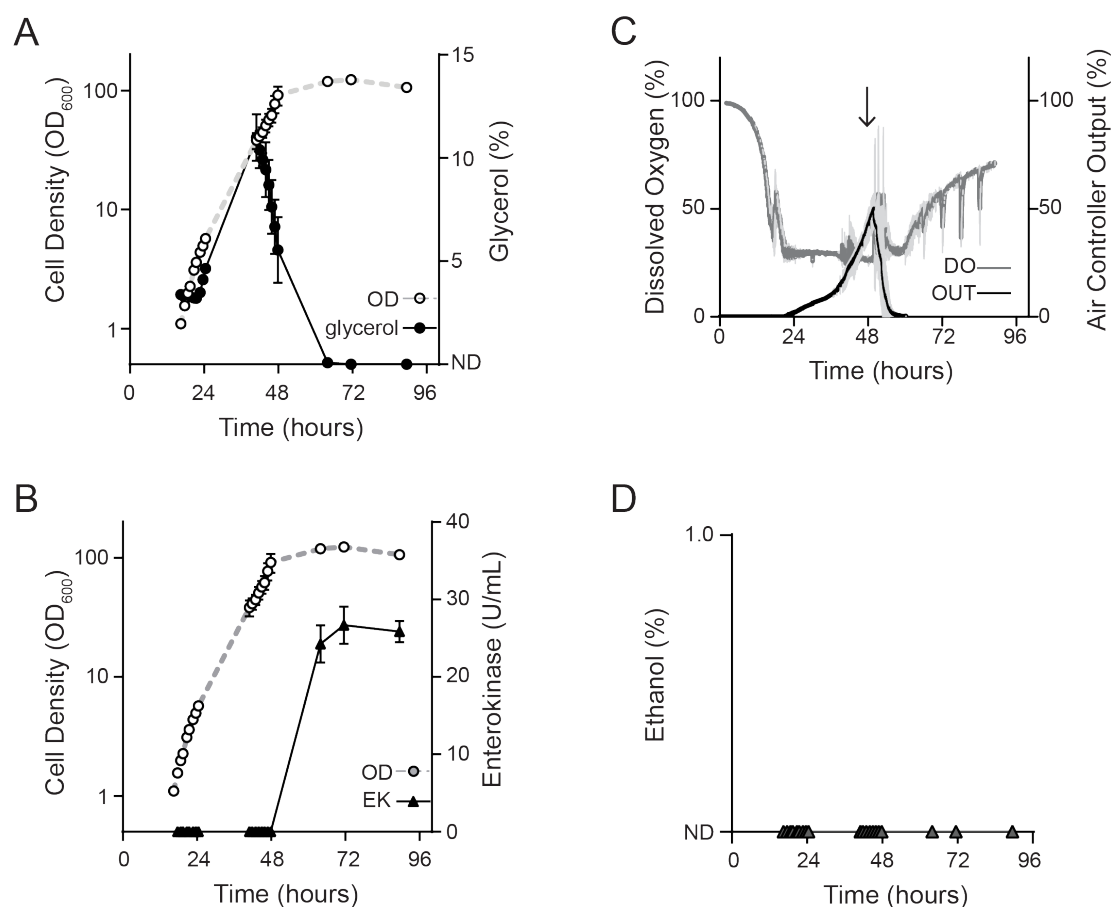 A
15
100
10
10
5
1
ND
Cell Density (OD600)
Glycerol (%)
OD
glycerol
0 24 48 72 96
Time (hours)
C
100 100
50 50
0 0
Dissolved Oxygen (%)
Air Controller Output (%)
DO
OUT
0 24 48 72 96
Time (hours)
B
40
100
30
10 20
10
1
0
Cell Density (OD600)
Enterokinase (U/mL)
OD
EK
0 24 48 72 96
Time (hours)
D
1.0
Ethanol (%)
ND
0 24 48 72 96
Time (hours)